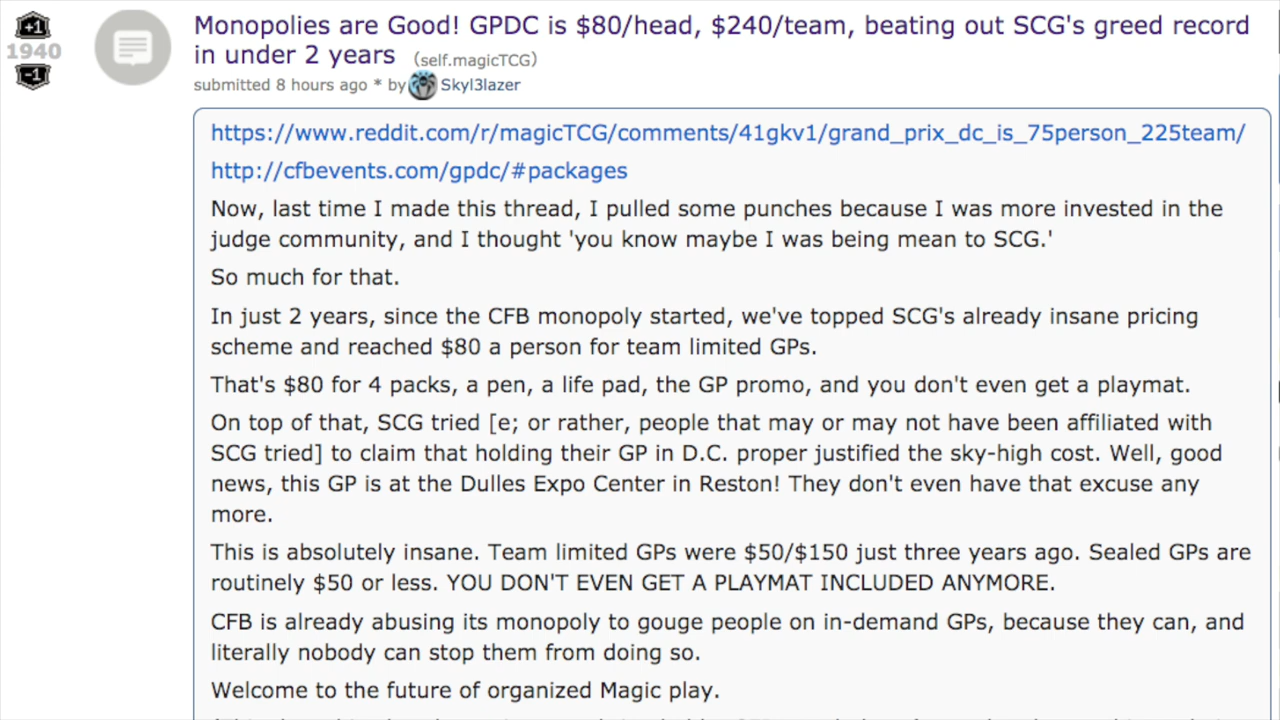 +1
1940
-1
Monopolies are Good! GPDC is $80/head, $240/team, beating out SCG's greed record
in under 2 years (self.magicTCG)
submitted 8 hours ago * by Skyl3lazer
https://www.reddit.com/r/magicTCG/comments/41gkv1/grand_prix_dc_is_75person_225team/
http://cfbevents.com/gpdc/#packages
Now, last time I made this thread, I pulled some punches because I was more invested in the
judge community, and I thought 'you know maybe I was being mean to SCG.'
So much for that.
In just 2 years, since the CFB monopoly started, we've topped SCG's already insane pricing
scheme and reached $80 a person for team limited GPs.
That's $80 for 4 packs, a pen, a life pad, the GP promo, and you don't even get a playmat.
On top of that, SCG tried [e; or rather, people that may or may not have been affiliated with
SCG tried] to claim that holding their GP in D.C. proper justified the sky-high cost. Well, good
news, this GP is at the Dulles Expo Center in Reston! They don't even have that excuse any
more.
This is absolutely insane. Team limited GPs were $50/$150 just three years ago. Sealed GPs are
routinely $50 or less. YOU DON'T EVEN GET A PLAYMAT INCLUDED ANYMORE.
CFB is already abusing its monopoly to gouge people on in-demand GPs, because they can, and
literally nobody can stop them from doing so.
Welcome to the future of organized Magic play.